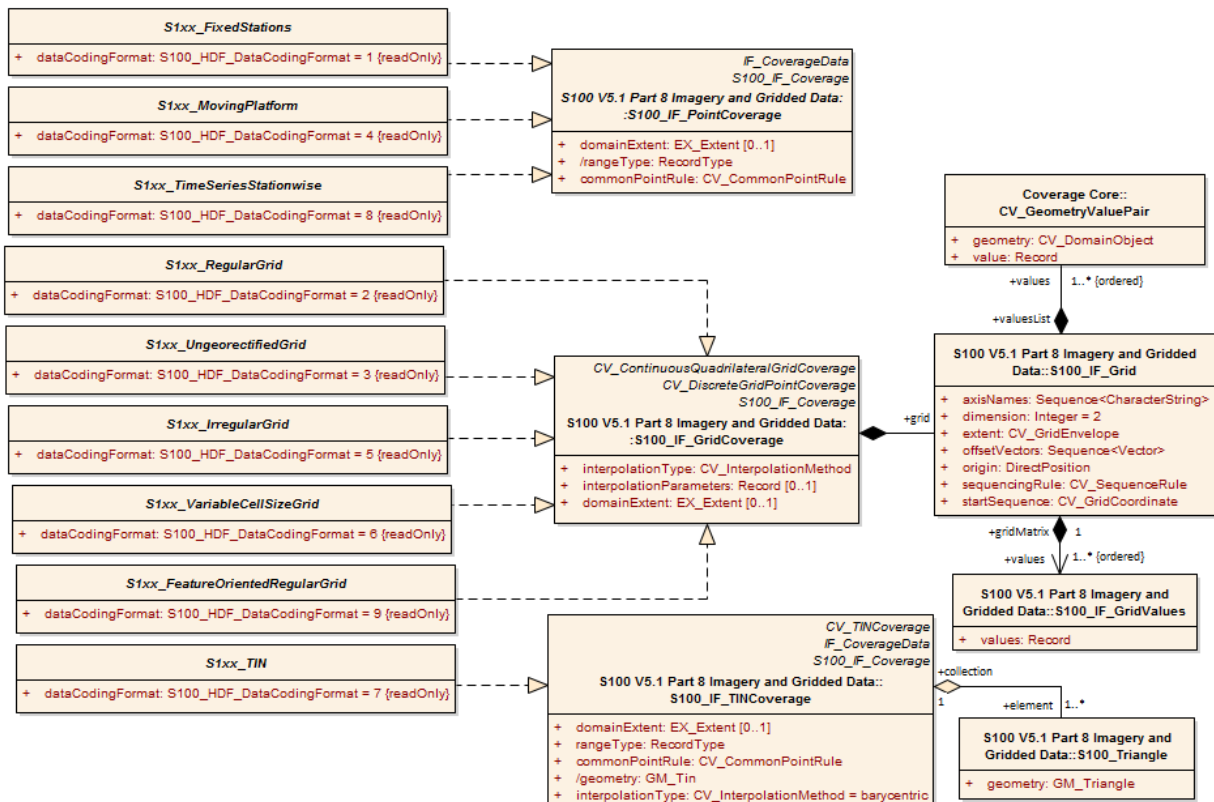 S1xx_FixedStations
+ dataCodingFormat: S100_HDF_DataCodingFormat = 1 {readOnly}
S1xx_MovingPlatform
+ dataCodingFormat: S100_HDF_DataCodingFormat = 4 {readOnly}
S1xx_TimeSeriesStationwise
+ dataCodingFormat: S100_HDF_DataCodingFormat = 8 {readOnly}
S1xx_RegularGrid
+ dataCodingFormat: S100_HDF_DataCodingFormat = 2 {readOnly}
S1xx_UngeorectifiedGrid
+ dataCodingFormat: S100_HDF_DataCodingFormat = 3 {readOnly}
S1xx_IrregularGrid
+ dataCodingFormat: S100_HDF_DataCodingFormat = 5 {readOnly}
S1xx_VariableCellSizeGrid
+ dataCodingFormat: S100_HDF_DataCodingFormat = 6 {readOnly}
S1xx_FeatureOrientedRegularGrid
+ dataCodingFormat: S100_HDF_DataCodingFormat = 9 {readOnly}
S1xx_TIN
+ dataCodingFormat: S100_HDF_DataCodingFormat = 7 {readOnly}
IF_CoverageData
S100_IF_Coverage
S100 V5.1 Part 8 Imagery and Gridded Data:
:S100_IF_PointCoverage
+ domainExtent: EX_Extent [0..1]
+ /rangeType: RecordType
+ commonPointRule: CV_CommonPointRule
CV_ContinuousQuadrilateralGridCoverage
CV_DiscreteGridPointCoverage
S100_IF_Coverage
S100 V5.1 Part 8 Imagery and Gridded Data:
:S100_IF_GridCoverage
+ interpolationType: CV_InterpolationMethod
+ interpolationParameters: Record [0..1]
+ domainExtent: EX_Extent [0..1]
CV_TINCoverage
IF_CoverageData
S100_IF_Coverage
S100 V5.1 Part 8 Imagery and Gridded Data::
S100_IF_TINCoverage
+ domainExtent: EX_Extent [0..1]
+ rangeType: RecordType
+ commonPointRule: CV_CommonPointRule
+ /geometry: GM_Tin
+ interpolationType: CV_InterpolationMethod = barycentric
Coverage Core::
CV_GeometryValuePair
+ geometry: CV_DomainObject
+ value: Record
+values 1..* {ordered}
+valuesList
+grid
S100 V5.1 Part 8 Imagery and Gridded
Data::S100_IF_Grid
+ axisNames: Sequence<CharacterString>
+ dimension: Integer = 2
+ extent: CV_GridEnvelope
+ offsetVectors: Sequence<Vector>
+ origin: DirectPosition
+ sequencingRule: CV_SequenceRule
+ startSequence: CV_GridCoordinate
+gridMatrix 1
+values 1..* {ordered}
S100 V5.1 Part 8 Imagery and
Gridded Data::S100_IF_GridValues
+ values: Record
+collection
1
+element 1..*
S100 V5.1 Part 8 Imagery and
Gridded Data::S100_Triangle
+ geometry: GM_Triangle